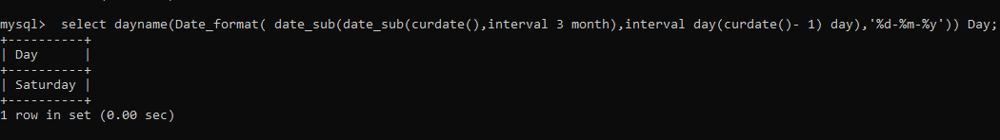 mysql>  select dayname(Date_format( date_sub(date_sub(curdate(),interval 3 month),interval day(curdate()- 1) day),'%d-%m-%y')) Day;
+----------+
| Day      |
+----------+
| Saturday |
+----------+
1 row in set (0.00 sec)